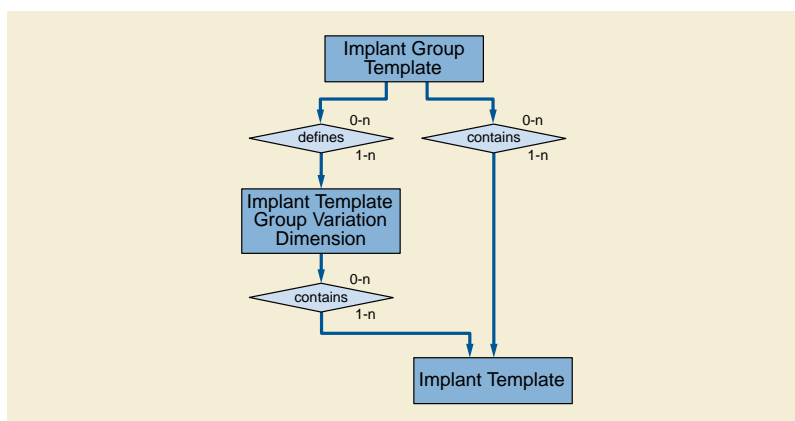 Implant Group
Template
0-n
0-n
defines
contains
1-n
1-n
Implant Template
Group Variation
Dimension
0-n
contains
1-n
Implant Template